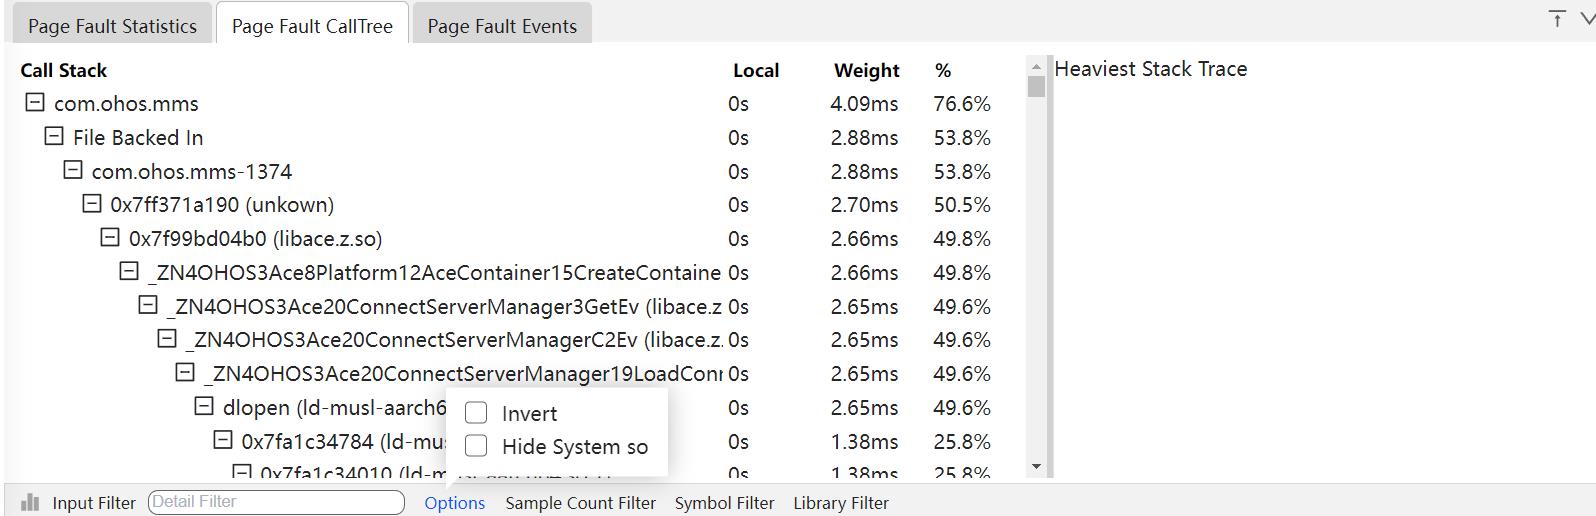 Page Fault Statistics Page Fault CallTree Page Fault Events
Call Stack Local Weight % Heaviest Stack Trace
com.ohos.mms 0s 4.09ms 76.6%
File Backed In 0s 2.88ms 53.8%
com.ohos.mms-1374 0s 2.88ms 53.8%
0x7ff371a190 (unkown) 0s 2.70ms 50.5%
0x7f99bd04b0 (libace.z.so) 0s 2.66ms 49.8%
_ZN4OHOS3Ace8Platform12AceContainer15CreateContaine 0s 2.66ms 49.8%
_ZN4OHOS3Ace20ConnectServerManager3GetEv (libace.z 0s 2.65ms 49.6%
_ZN4OHOS3Ace20ConnectServerManagerC2Ev (libace.z. 0s 2.65ms 49.6%
_ZN4OHOS3Ace20ConnectServerManager19LoadConr 0s 2.65ms 49.6%
dlopen (ld-musl-aarch6 0s 2.65ms 49.6%
Invert
0x7fa1c34784 (ld-mu 0s 1.38ms 25.8%
Hide System so
0x7fa1c34010 (ld-m 0s 1.38ms 25.8%
Input Filter Detail Filter Options Sample Count Filter Symbol Filter Library Filter